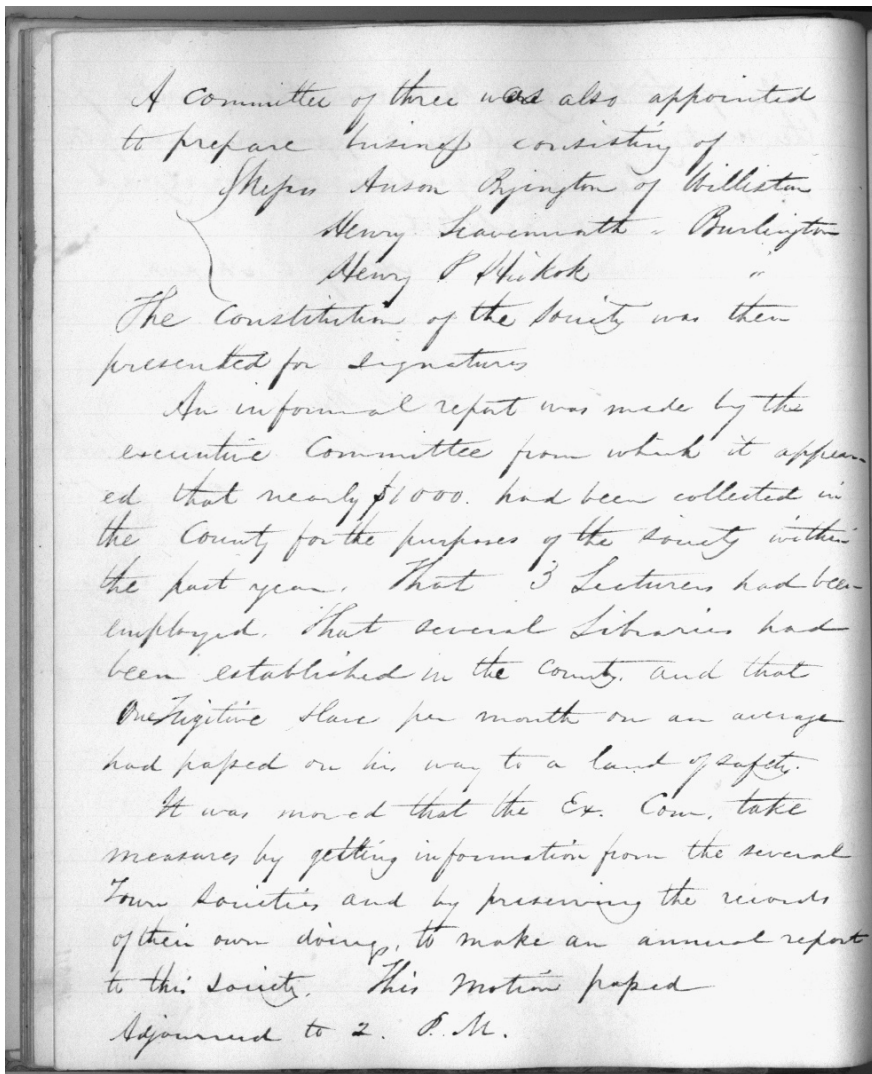 A Committee of three was also appointed
to prepare business consisting of
Messrs Anson Byington of Williston
Henry Leavenworth " Burlington
Henry P Hickok "
The Constitution of the Society was then
presented for signatures
An informal report was made by the
executive Committee from which it appear-
ed that nearly $1000. had been collected in
the County for the purposes of the society within
the past year. That 3 Lecturers had been
employed. That several Libraries had
been established in the County. and that
One Fugitive Slave per month on an average
had passed on his way to a land of safety.
It was moved that the Ex. Com. take
measures by getting information from the several
Town Societies and by preserving the records
of their own doings, to make an annual report
to this Society. This Motion passed
Adjourned to 2. P. M.